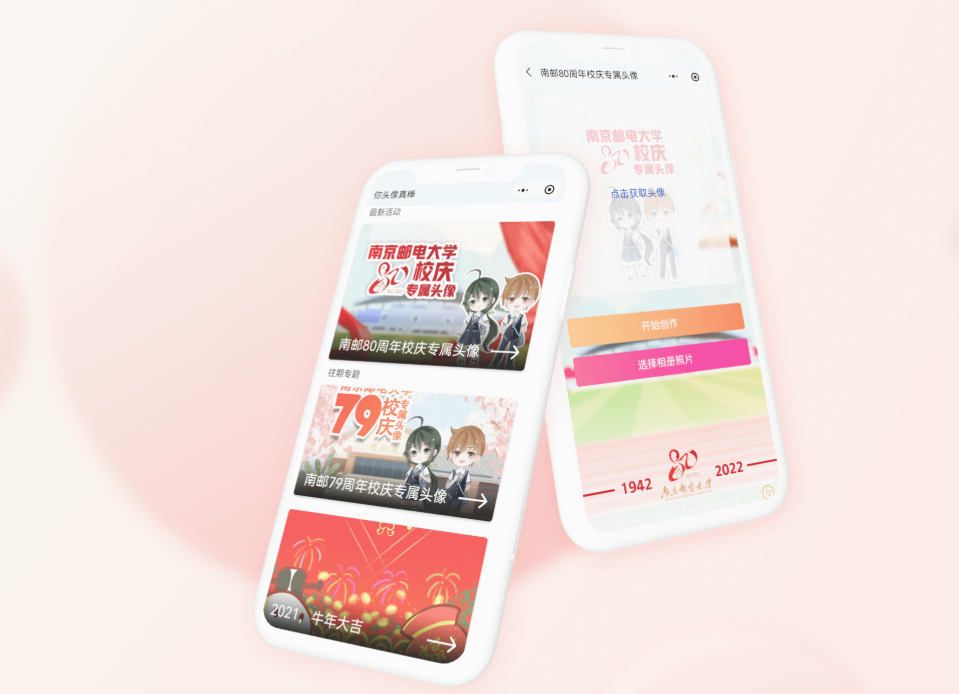 你头像真棒
最新活动
南京邮电大学
80校庆
专属头像
南邮80周年校庆专属头像
往期专题
南京邮电大学
79校庆
专属头像
南邮79周年校庆专属头像
2021，牛年大吉
南邮80周年校庆专属头像
南京邮电大学
80校庆
专属头像
点击获取头像
开始创作
选择相册照片
80
1942
南京邮电大学
2022